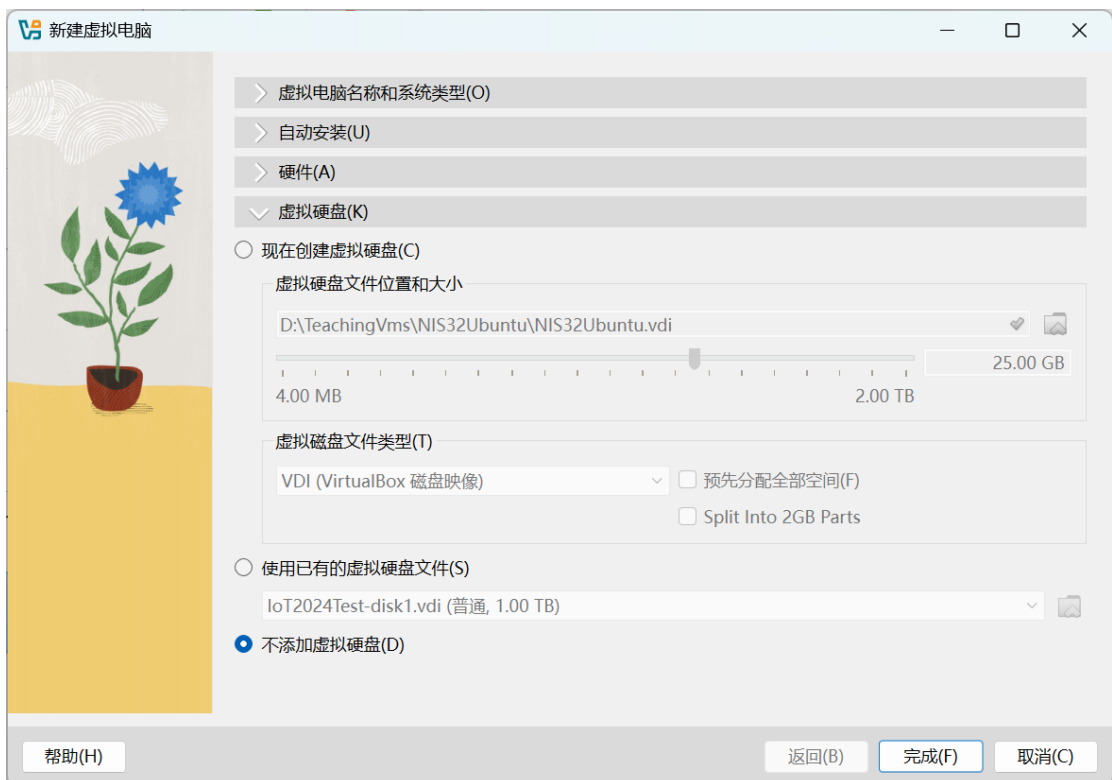 新建虚拟电脑
虚拟电脑名称和系统类型(O)
自动安装(U)
硬件(A)
虚拟硬盘(K)
现在创建虚拟硬盘(C)
虚拟硬盘文件位置和大小
D:\TeachingVms\NIS32Ubuntu\NIS32Ubuntu.vdi
25.00 GB
4.00 MB 2.00 TB
虚拟磁盘文件类型(T)
VDI (VirtualBox 磁盘映像) 预先分配全部空间(F)
Split Into 2GB Parts
使用已有的虚拟硬盘文件(S)
IoT2024Test-disk1.vdi (普通, 1.00 TB)
不添加虚拟硬盘(D)
帮助(H) 返回(B) 完成(F) 取消(C)